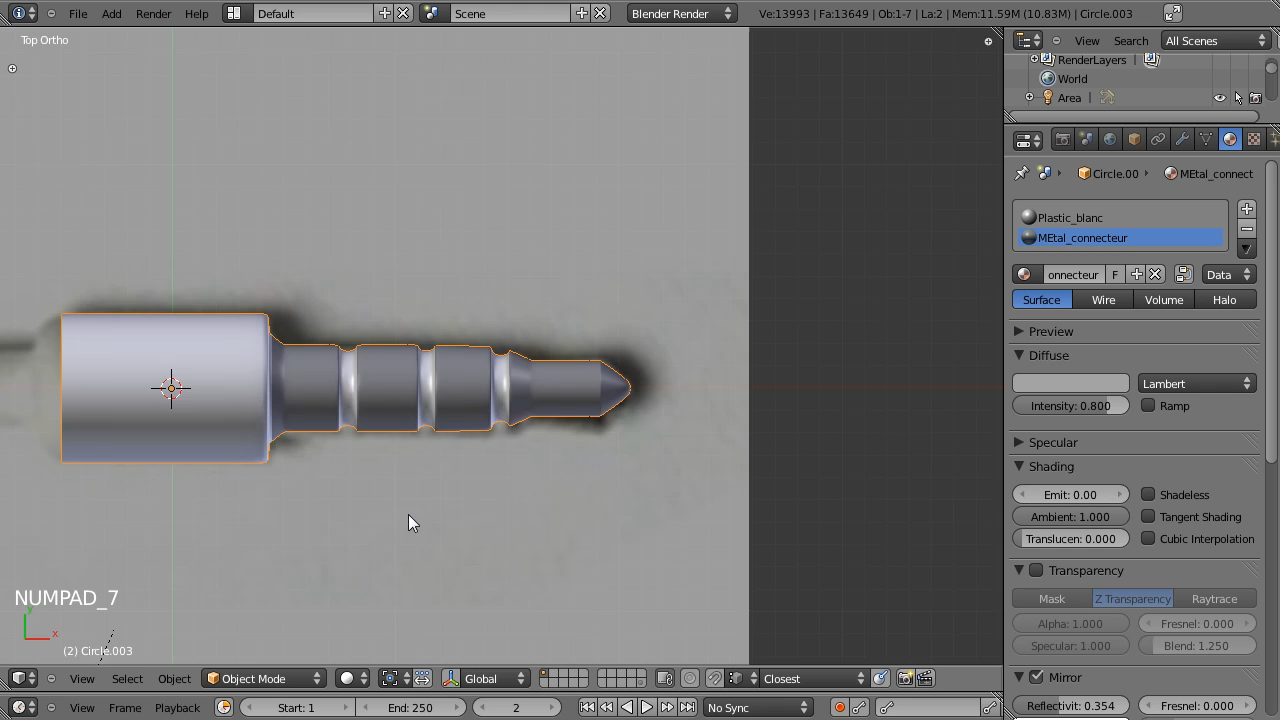 File Add Render Help Default Scene Blender Render Ve:13993 | Fa:13649 | Ob:1-7 | La:2 | Mem:11.59M (10.83M) | Circle.003
Top Ortho
View Search All Scenes
RenderLayers |
World
Area |
Circle.00 MEtal_connect
Plastic_blanc
MEtal_connecteur
onnecteur F Data
Surface Wire Volume Halo
Preview
Diffuse
Lambert
Intensity: 0.800 Ramp
Specular
Shading
Emit: 0.00 Shadeless
Ambient: 1.000 Tangent Shading
Translucen: 0.000 Cubic Interpolation
Transparency
Mask Z Transparency Raytrace
Alpha: 1.000 Fresnel: 0.000
Specular: 1.000 Blend: 1.250
Mirror
Reflectivit: 0.354 Fresnel: 0.000
NUMPAD_7
y
x
(2) Circle.003
View Select Object Object Mode Global Closest
View Frame Playback Start: 1 End: 250 2 No Sync